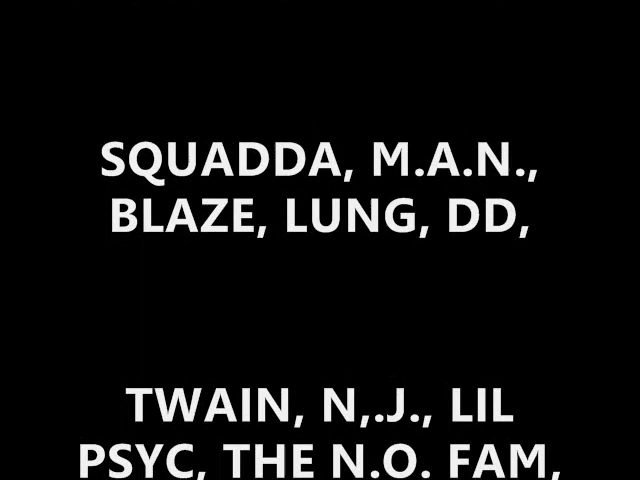 SQUADDA, M.A.N.,
BLAZE, LUNG, DD,
TWAIN, N,.J., LIL
PSYC, THE N.O. FAM,